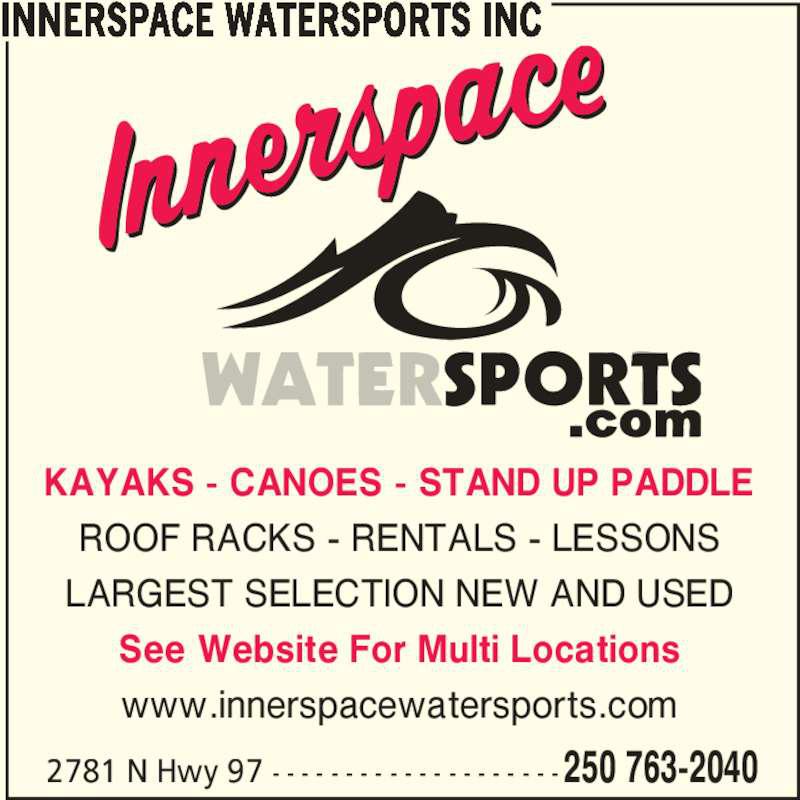 INNERSPACE WATERSPORTS INC
Innerspace
WATERSPORTS
.com
KAYAKS - CANOES - STAND UP PADDLE
ROOF RACKS - RENTALS - LESSONS
LARGEST SELECTION NEW AND USED
See Website For Multi Locations
www.innerspacewatersports.com
2781 N Hwy 97 - - - - - - - - - - - - - - - - - - - - 250 763-2040